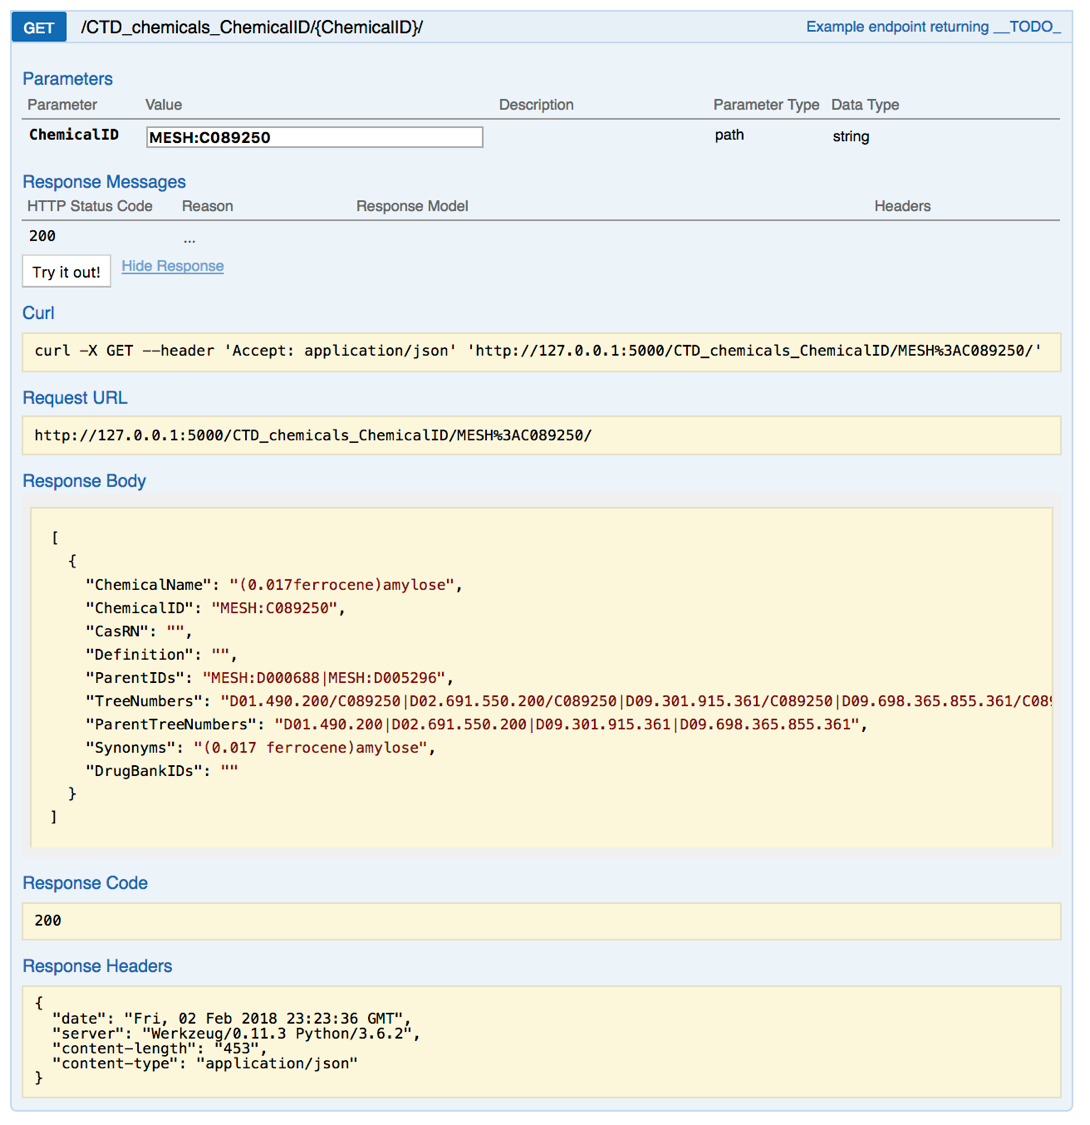 GET /CTD_chemicals_ChemicalID/{ChemicalID}/ Example endpoint returning __TODO_
Parameters
Parameter Value Description Parameter Type Data Type
ChemicalID MESH:C089250 path string
Response Messages
HTTP Status Code Reason Response Model Headers
200 ...
Try it out! Hide Response
Curl
curl -X GET --header 'Accept: application/json' 'http://127.0.0.1:5000/CTD_chemicals_ChemicalID/MESH%3AC089250/'
Request URL
http://127.0.0.1:5000/CTD_chemicals_ChemicalID/MESH%3AC089250/
Response Body
[
{
"ChemicalName": "(0.017ferrocene)amylose",
"ChemicalID": "MESH:C089250",
"CasRN": "",
"Definition": "",
"ParentIDs": "MESH:D000688|MESH:D005296",
"TreeNumbers": "D01.490.200/C089250|D02.691.550.200/C089250|D09.301.915.361/C089250|D09.698.365.855.361/C08
"ParentTreeNumbers": "D01.490.200|D02.691.550.200|D09.301.915.361|D09.698.365.855.361",
"Synonyms": "(0.017 ferrocene)amylose",
"DrugBankIDs": ""
}
]
Response Code
200
Response Headers
{
"date": "Fri, 02 Feb 2018 23:23:36 GMT",
"server": "Werkzeug/0.11.3 Python/3.6.2",
"content-length": "453",
"content-type": "application/json"
}